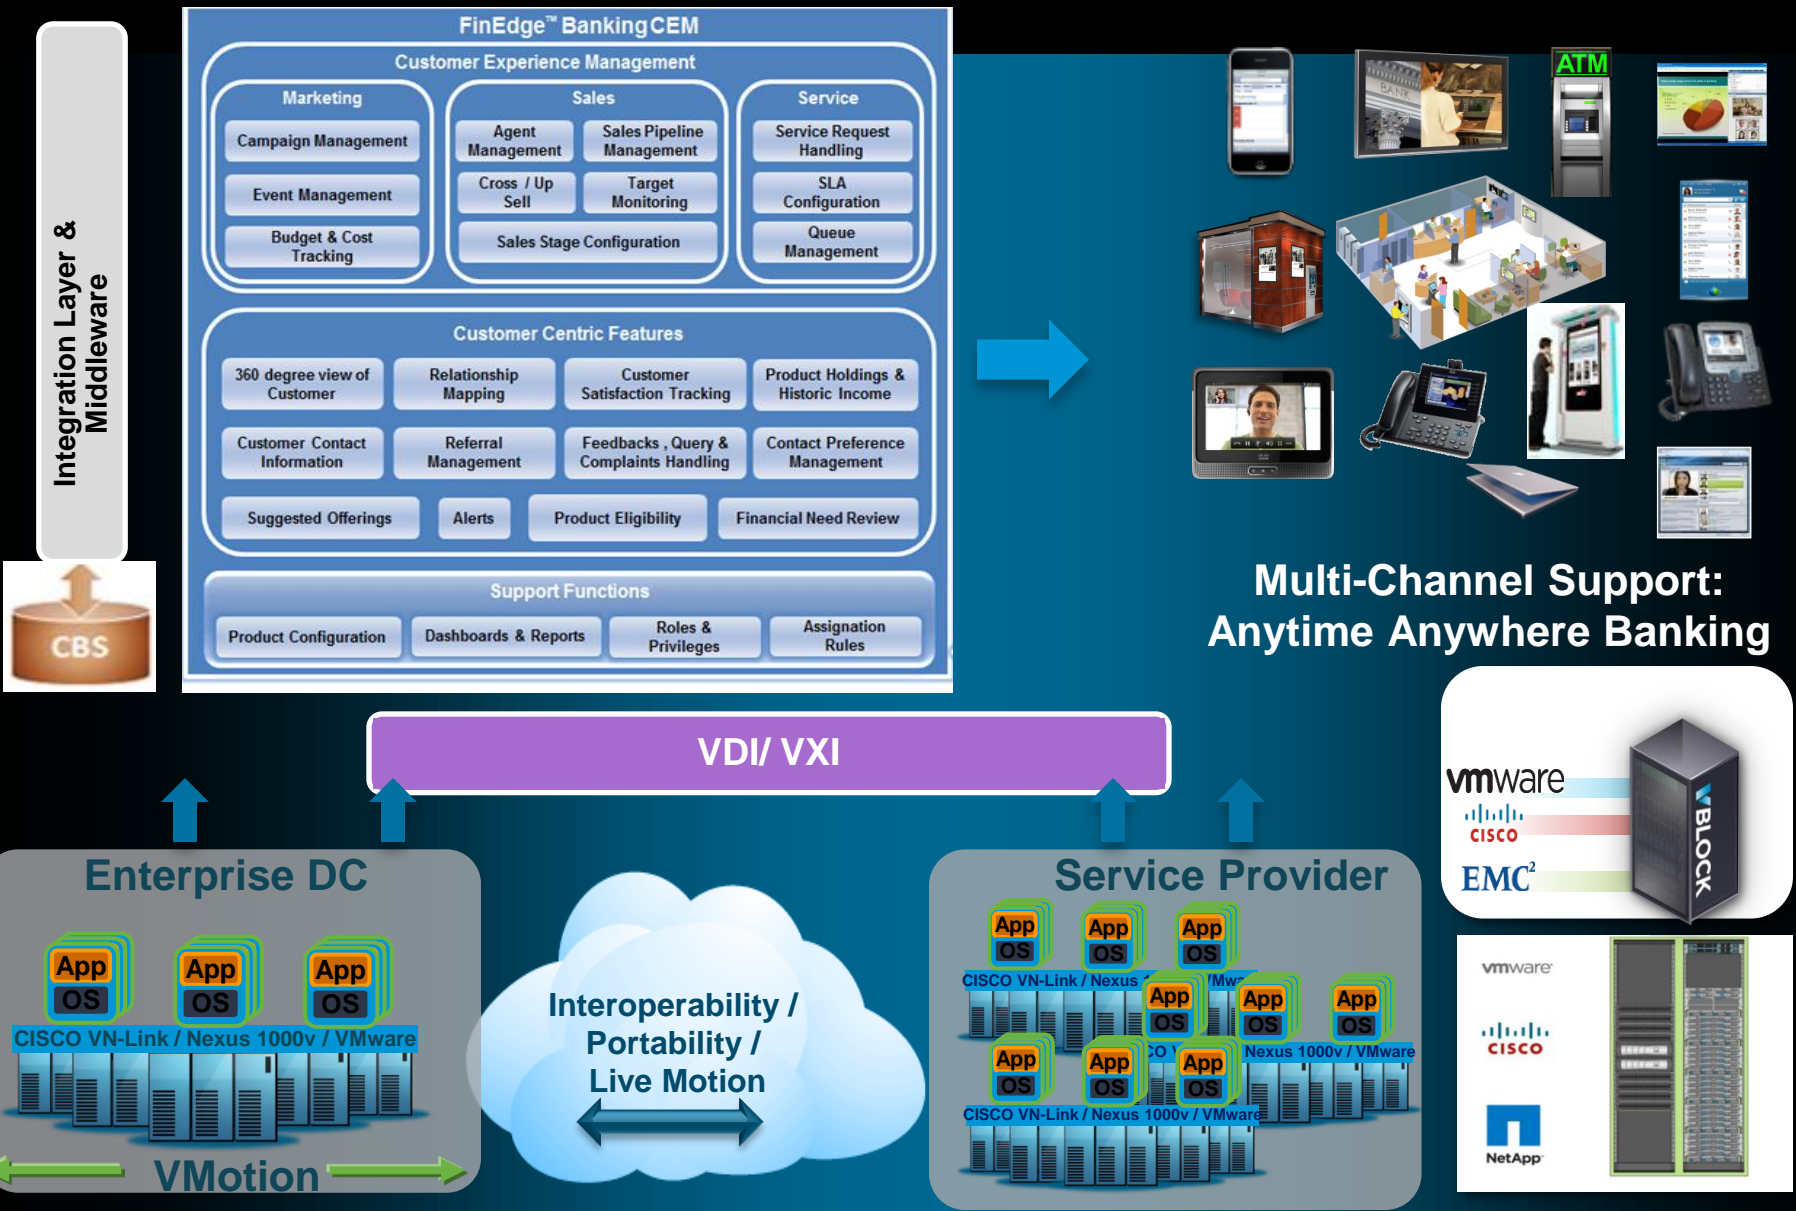 Integration Layer &
Middleware
CBS
FinEdge™ Banking CEM
Customer Experience Management
Marketing
Campaign Management
Event Management
Budget & Cost
Tracking
Sales
Agent
Management
Sales Pipeline
Management
Cross / Up
Sell
Target
Monitoring
Sales Stage Configuration
Service
Service Request
Handling
SLA
Configuration
Queue
Management
Customer Centric Features
360 degree view of
Customer
Relationship
Mapping
Customer
Satisfaction Tracking
Product Holdings &
Historic Income
Customer Contact
Information
Referral
Management
Feedbacks , Query &
Complaints Handling
Contact Preference
Management
Suggested Offerings
Alerts
Product Eligibility
Financial Need Review
Support Functions
Product Configuration
Dashboards & Reports
Roles &
Privileges
Assignation
Rules
BANK
ATM
Multi-Channel Support:
Anytime Anywhere Banking
VDI/ VXI
Enterprise DC
App
OS
App
OS
App
OS
CISCO VN-Link / Nexus 1000v / VMware
VMotion
Interoperability /
Portability /
Live Motion
Service Provider
App
OS
App
OS
App
OS
CISCO VN-Link / Nexus
App
OS
App
OS
App
OS
Nexus 1000v / VMware
App
OS
App
OS
App
OS
CISCO VN-Link / Nexus 1000v / VMware
vmware
CISCO
EMC²
VBLOCK
vmware
CISCO
NetApp